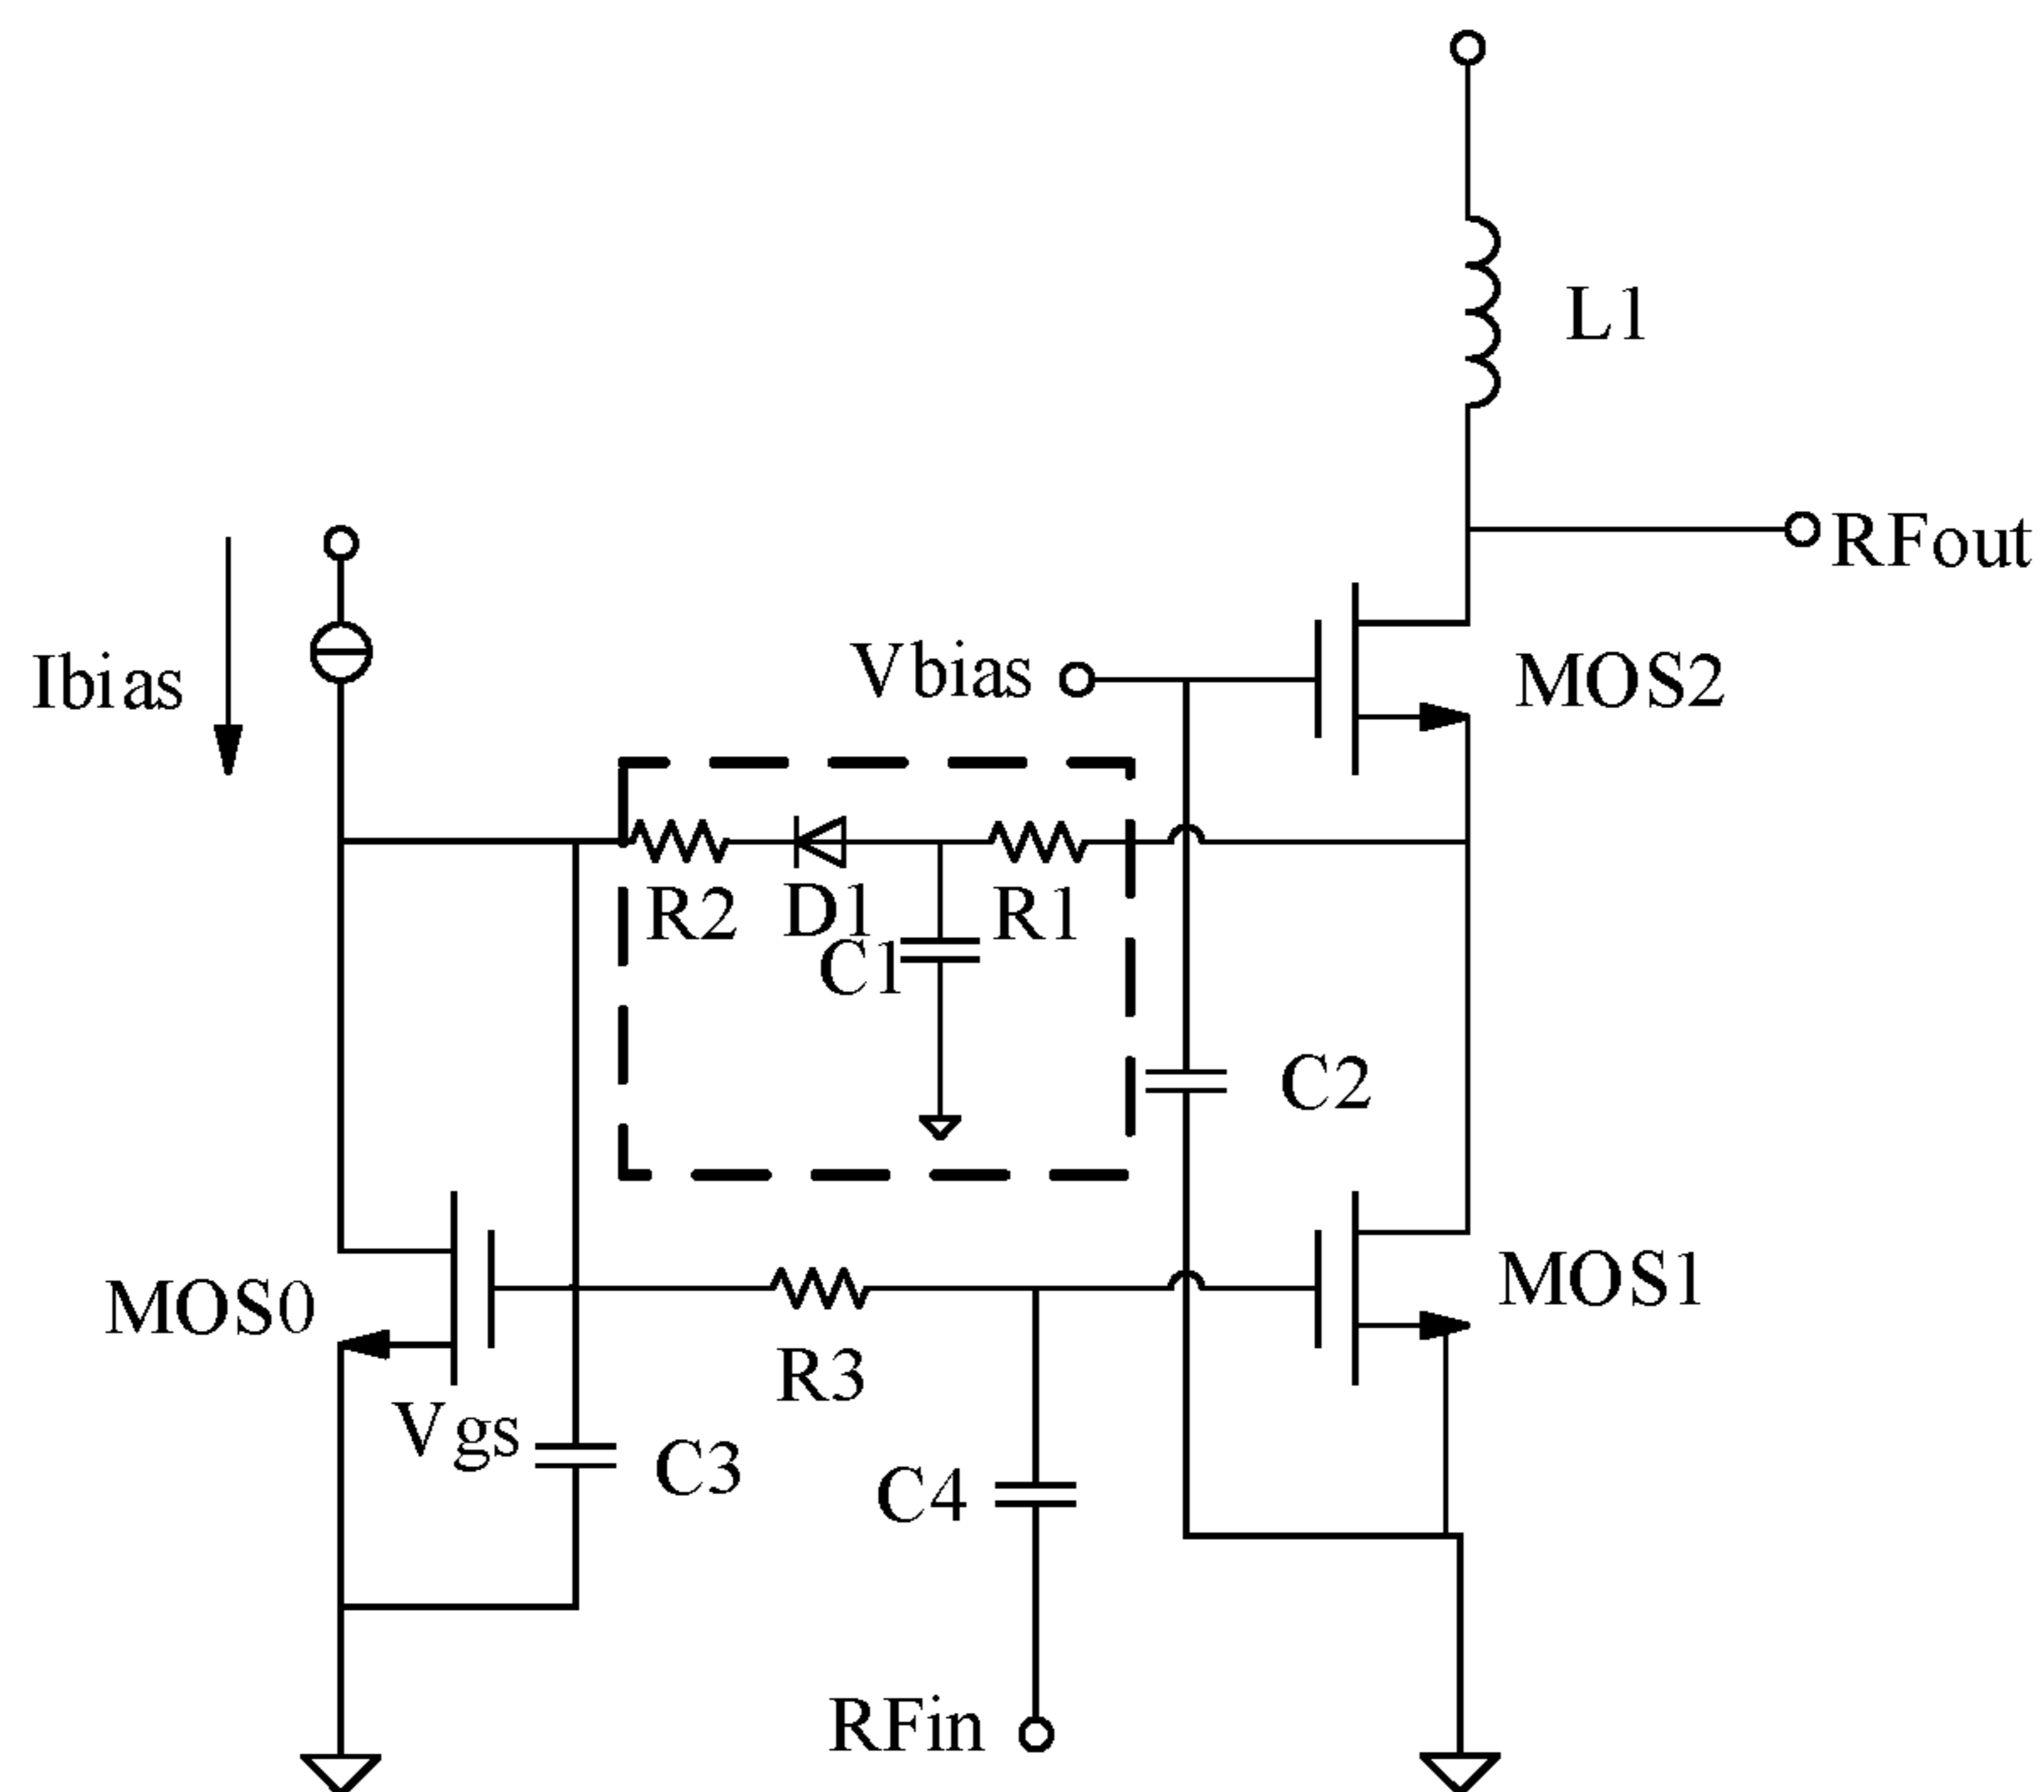 L1
RFout
Ibias
Vbias
MOS2
R2
D1
R1
C1
C2
MOS0
MOS1
R3
Vgs
C3
C4
RFin